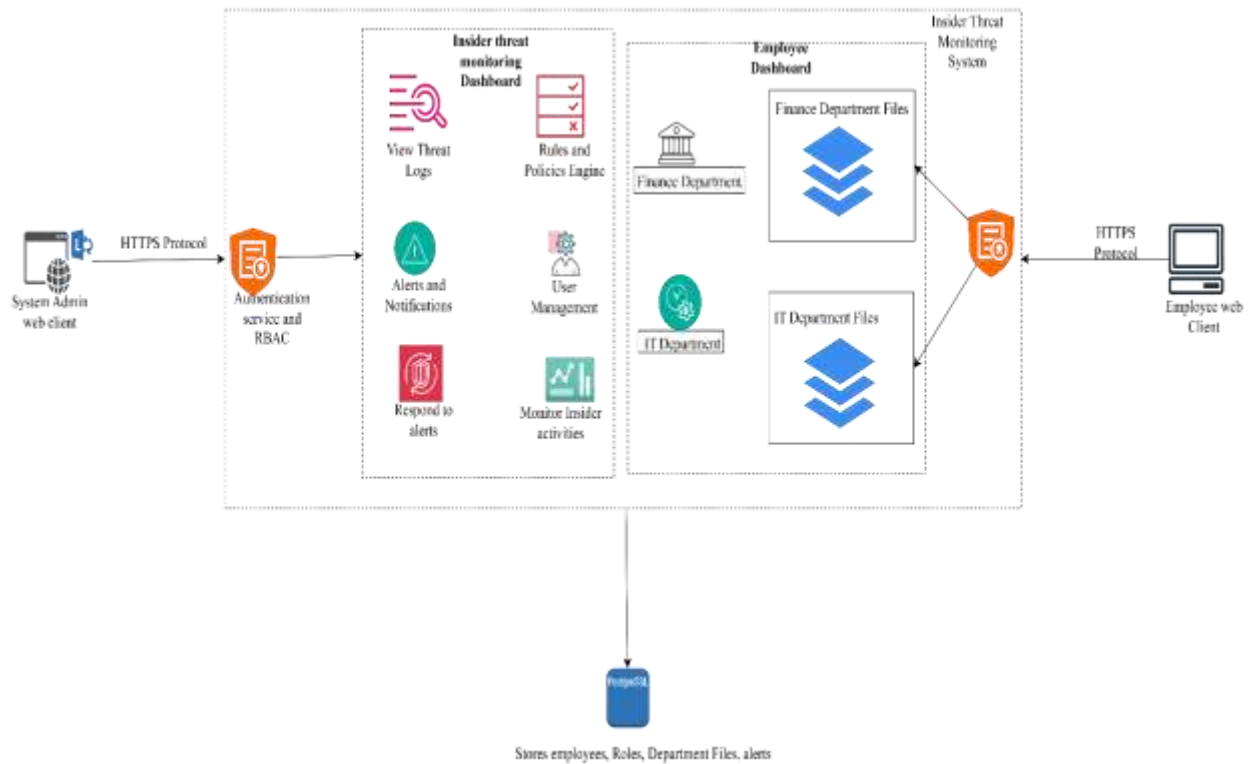 Insider Threat
Monitoring
System
Insider threat
monitoring
Dashboard
Employee
Dashboard
View Threat
Logs
Rules and
Policies Engine
Finance Department
Finance Department Files
HTTPS Protocol
System Admin
web client
Authentication
service and
RBAC
Alerts and
Notifications
User
Management
IT Department
IT Department Files
HTTPS
Protocol
Employee web
Client
Respond to
alerts
Monitor Insider
activities
PostgreSQL
Stores employees, Roles, Department Files, alerts